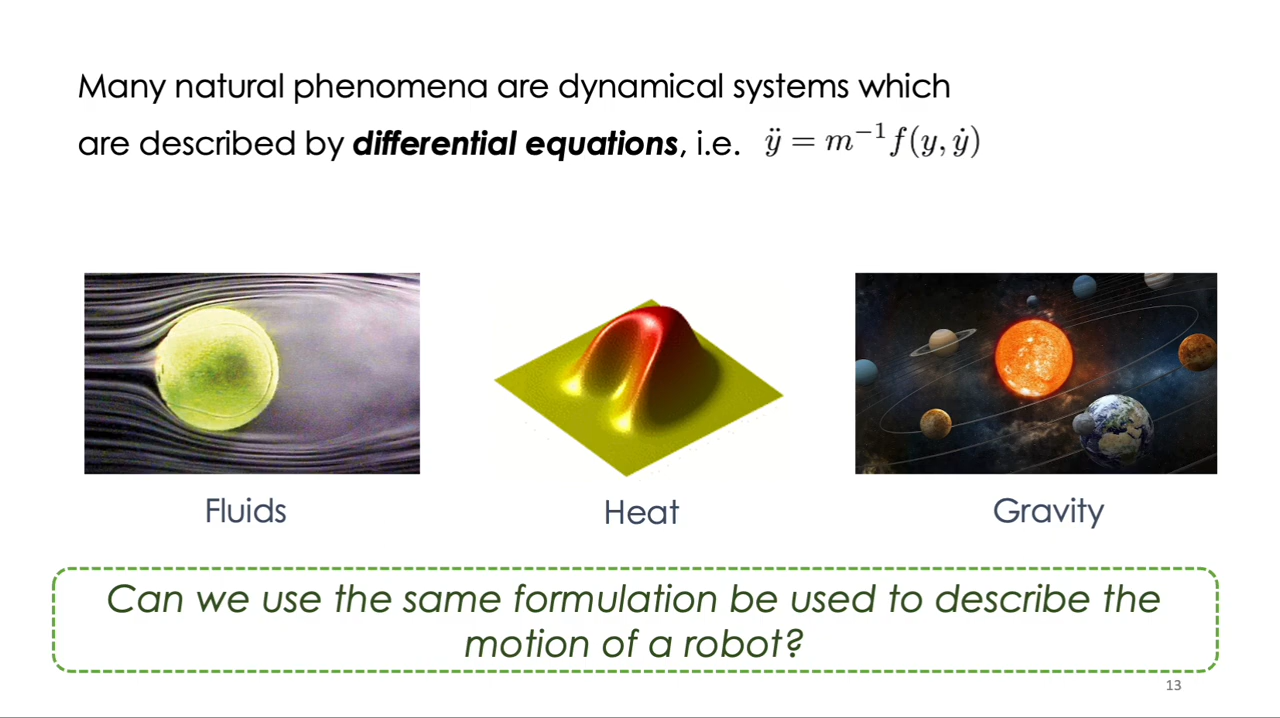 Many natural phenomena are dynamical systems which
are described by differential equations, i.e. ÿ = m⁻¹f(y, ẏ)
Fluids
Heat
Gravity
Can we use the same formulation be used to describe the
motion of a robot?
13